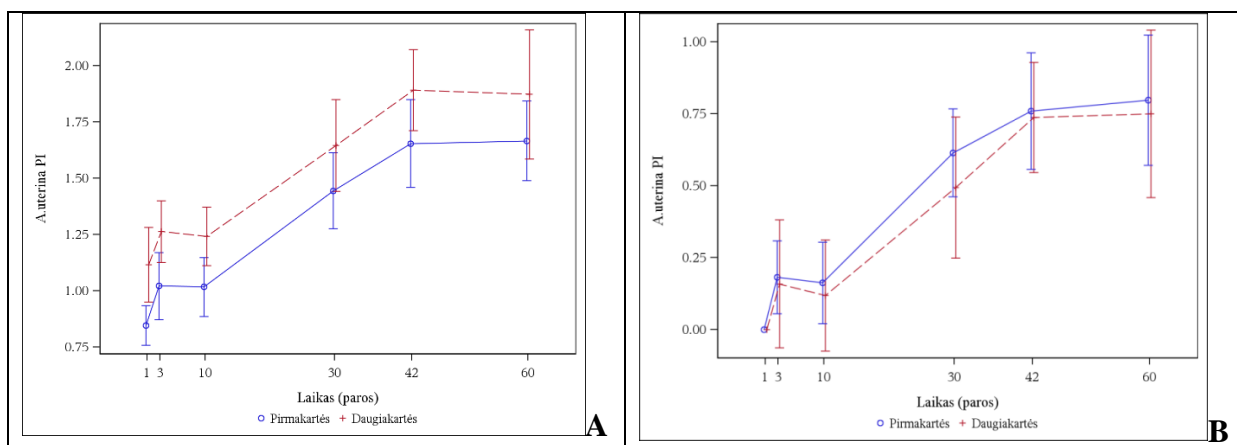 2.00
1.75
1.50
1.25
1.00
0.75
A.uterina PI
1 3 10 30 42 60
Laikas (paros)
Pirmakartės Daugiakartės
A
1.00
0.75
0.50
0.25
0.00
A.uterina PI
1 3 10 30 42 60
Laikas (paros)
Pirmakartės Daugiakartės
B